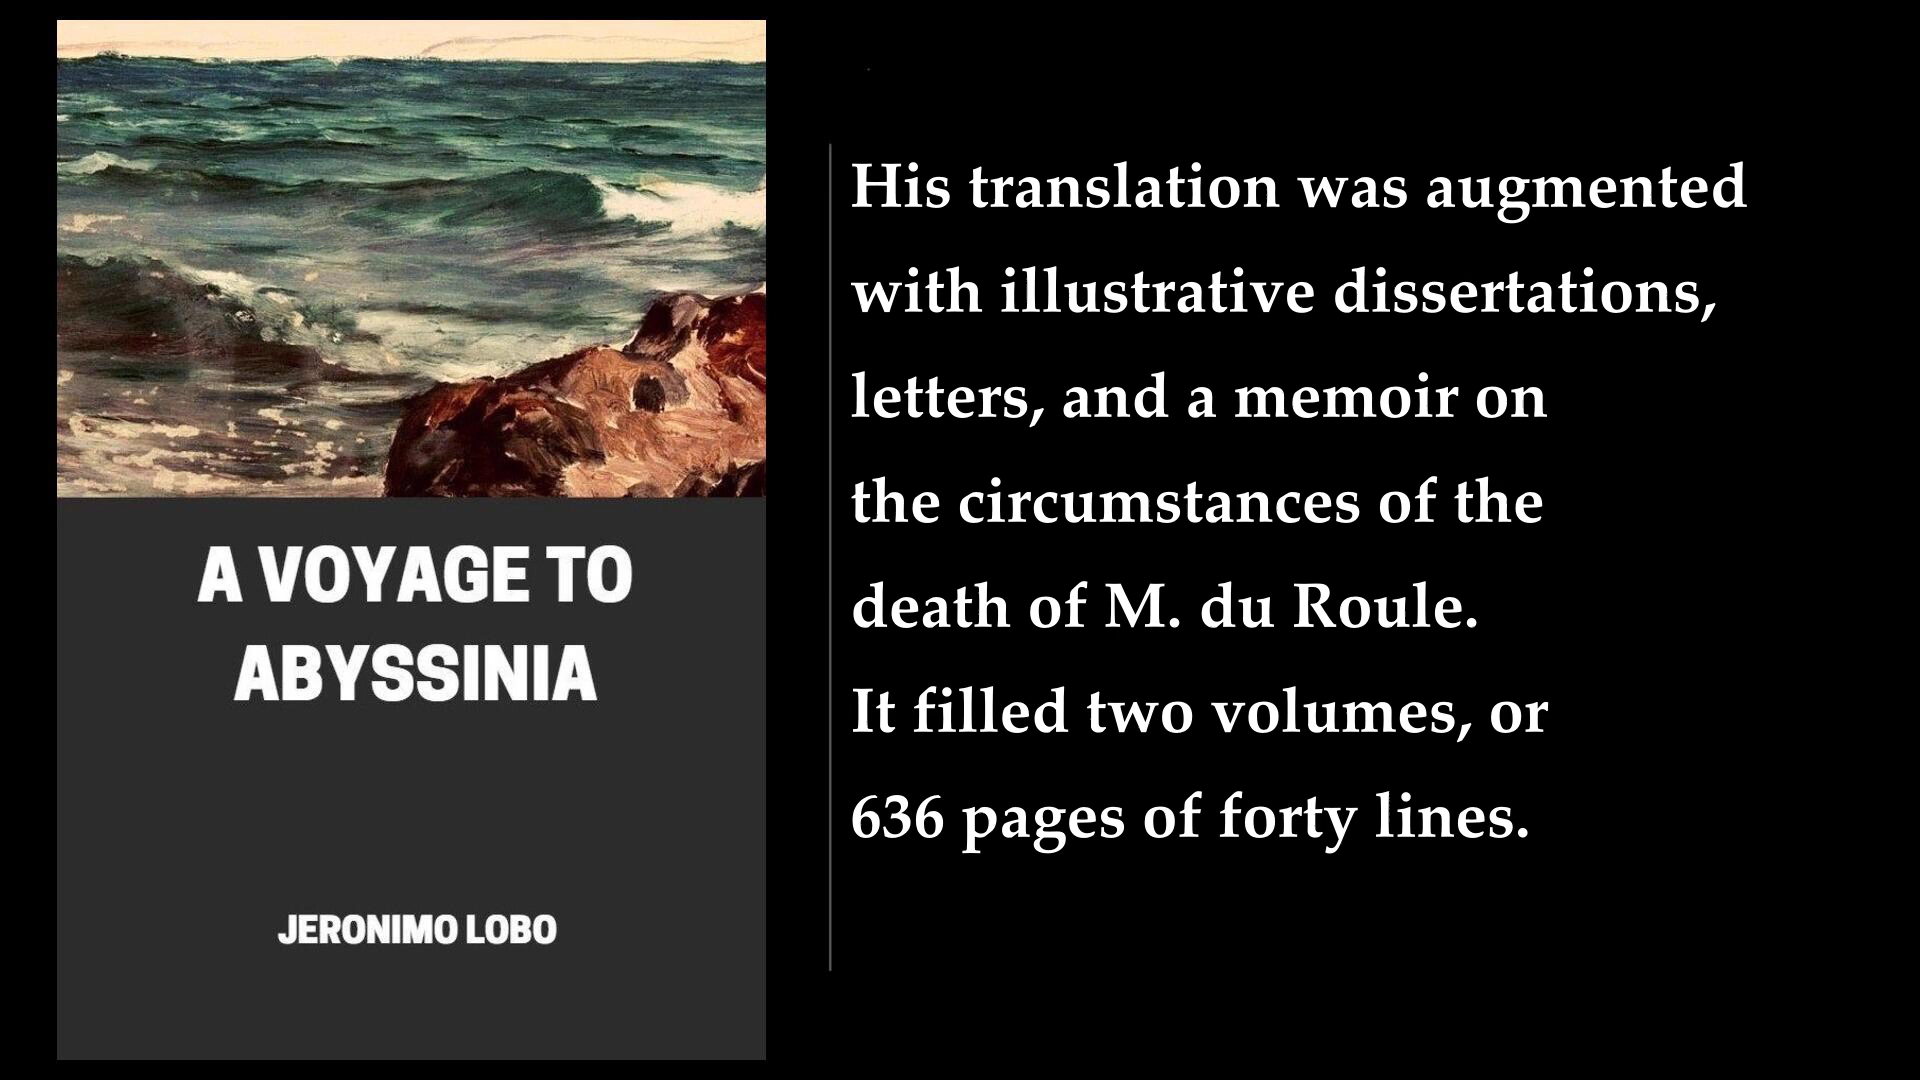 A VOYAGE TO
ABYSSINIA
JERONIMO LOBO
His translation was augmented
with illustrative dissertations,
letters, and a memoir on
the circumstances of the
death of M. du Roule.
It filled two volumes, or
636 pages of forty lines.